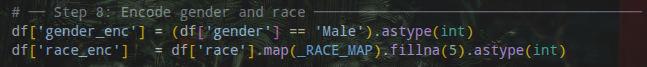 # —— Step 8: Encode gender and race ——————————————————————————————
df['gender_enc'] = (df['gender'] == 'Male').astype(int)
df['race_enc']   = df['race'].map(_RACE_MAP).fillna(5).astype(int)